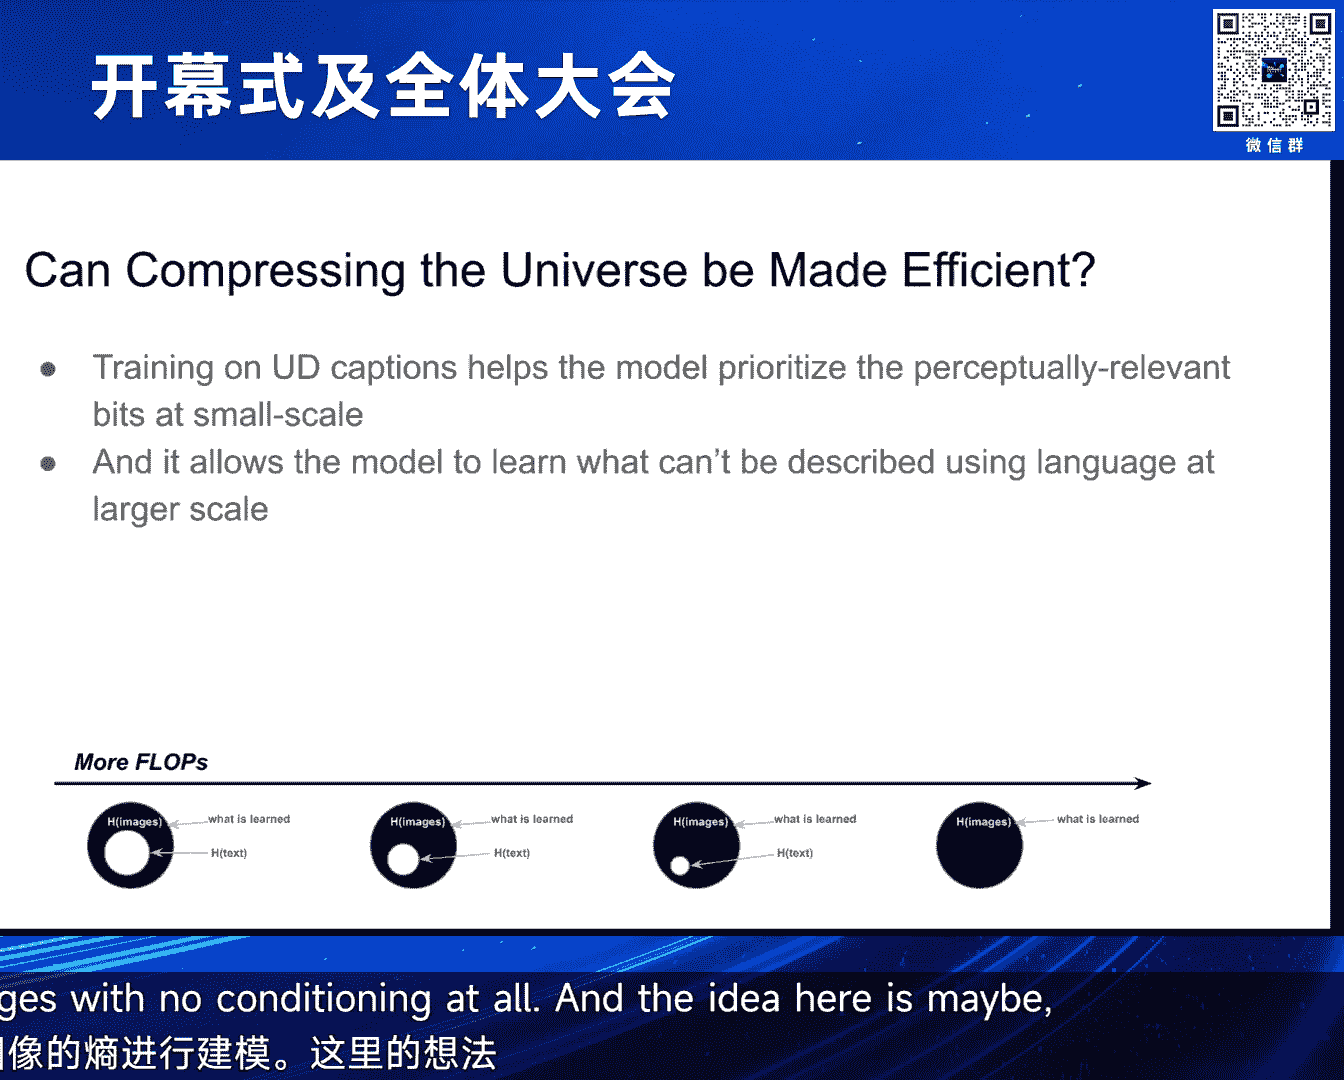 开幕式及全体大会
微信群
Can Compressing the Universe be Made Efficient?
Training on UD captions helps the model prioritize the perceptually-relevant
bits at small-scale
And it allows the model to learn what can't be described using language at
larger scale
More FLOPs
H(images) what is learned
H(text)
H(images) what is learned
H(text)
H(images) what is learned
H(text)
H(images) what is learned
ges with no conditioning at all. And the idea here is maybe,
像的熵进行建模。这里的想法